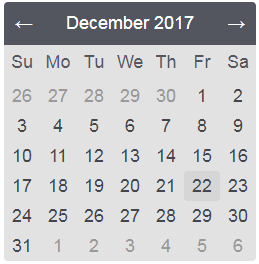 ← December 2017 →
Su Mo Tu We Th Fr Sa
26 27 28 29 30 1 2
3 4 5 6 7 8 9
10 11 12 13 14 15 16
17 18 19 20 21 22 23
24 25 26 27 28 29 30
31 1 2 3 4 5 6